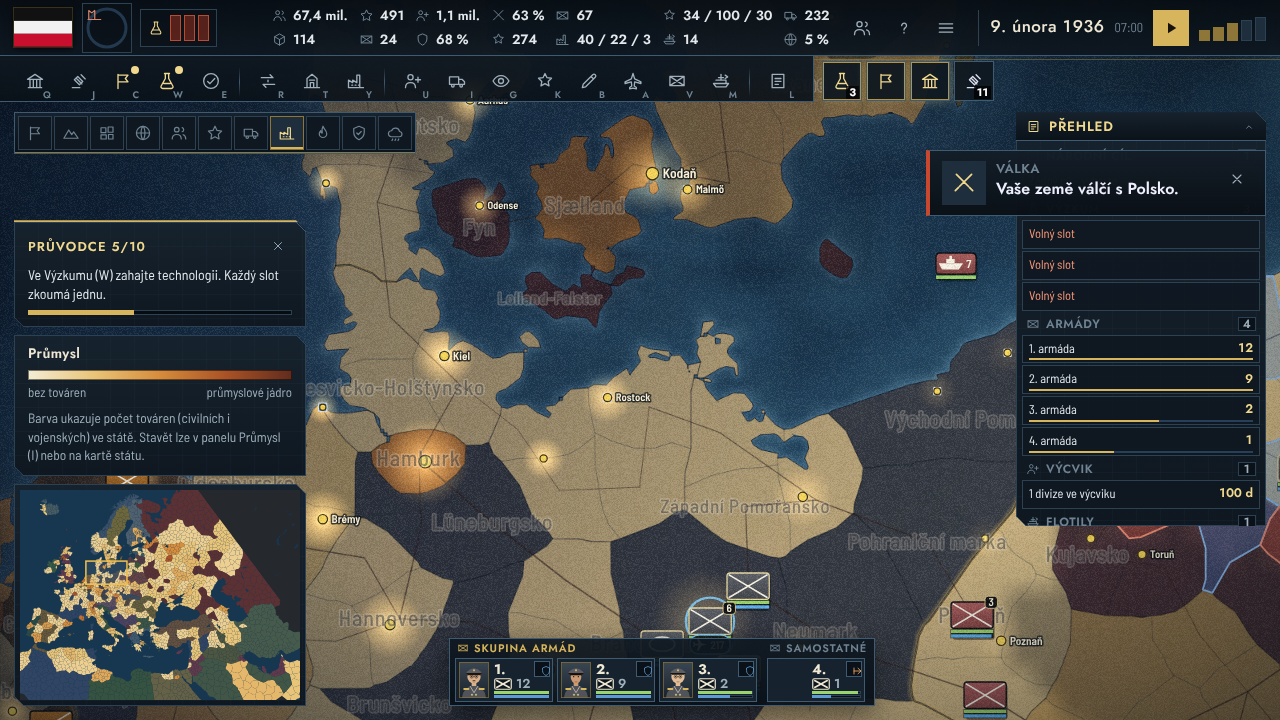 67,4 mil.
491
1,1 mil.
63 %
67
34 / 100 / 30
232
114
24
68 %
274
40 / 22 / 3
14
5 %
?
9. února 1936
07:00
Q
J
C
W
E
R
T
Y
U
I
G
K
B
A
V
M
L
3
11
PŘEHLED
VÁLKA
Vaše země válčí s Polsko.
Volný slot
Volný slot
Volný slot
ARMÁDY
4
1. armáda
12
2. armáda
9
3. armáda
2
4. armáda
1
VÝCVIK
1
1 divize ve výcviku
100 d
FLOTILY
1
PRŮVODCE 5/10
Ve Výzkumu (W) zahajte technologii. Každý slot
zkoumá jednu.
Průmysl
bez továren
průmyslové jádro
Barva ukazuje počet továren (civilních i
vojenských) ve státě. Stavět lze v panelu Průmysl
(I) nebo na kartě státu.
Kodaň
Malmö
Odense
Sjælland
Fyn
Lolland-Falster
7
Kiel
esvicko-Holštýnsko
Rostock
Hamburk
Východní Pom
Západní Pomořansko
Brémy
Lüneburgsko
Pohraniční marka
Kujavsko
Toruń
Hannoversko
6
Neumark
3
Poznaň
Brunšvicko
SKUPINA ARMÁD
SAMOSTATNÉ
1.
12
2.
9
3.
2
4.
1